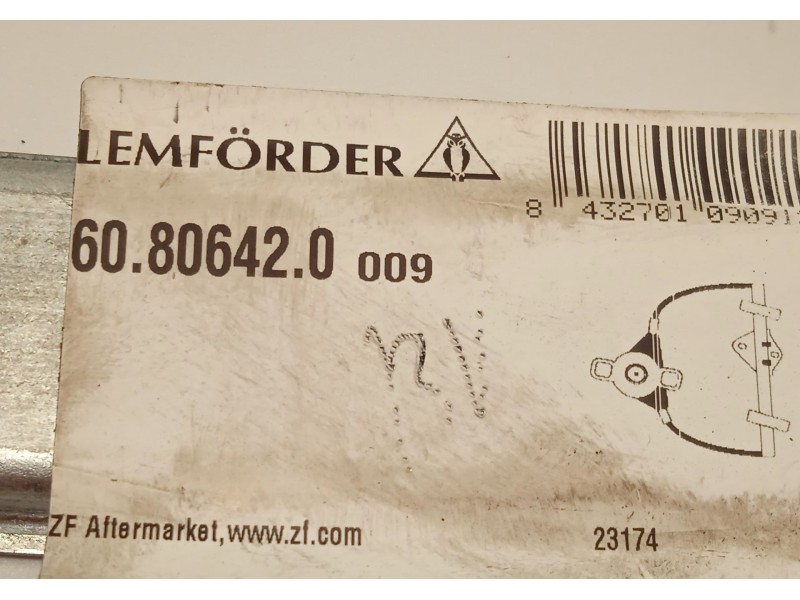 LEMFÖRDER
8 432701 09091
60.80642.0 009
ZF Aftermarket,www.zf.com
23174